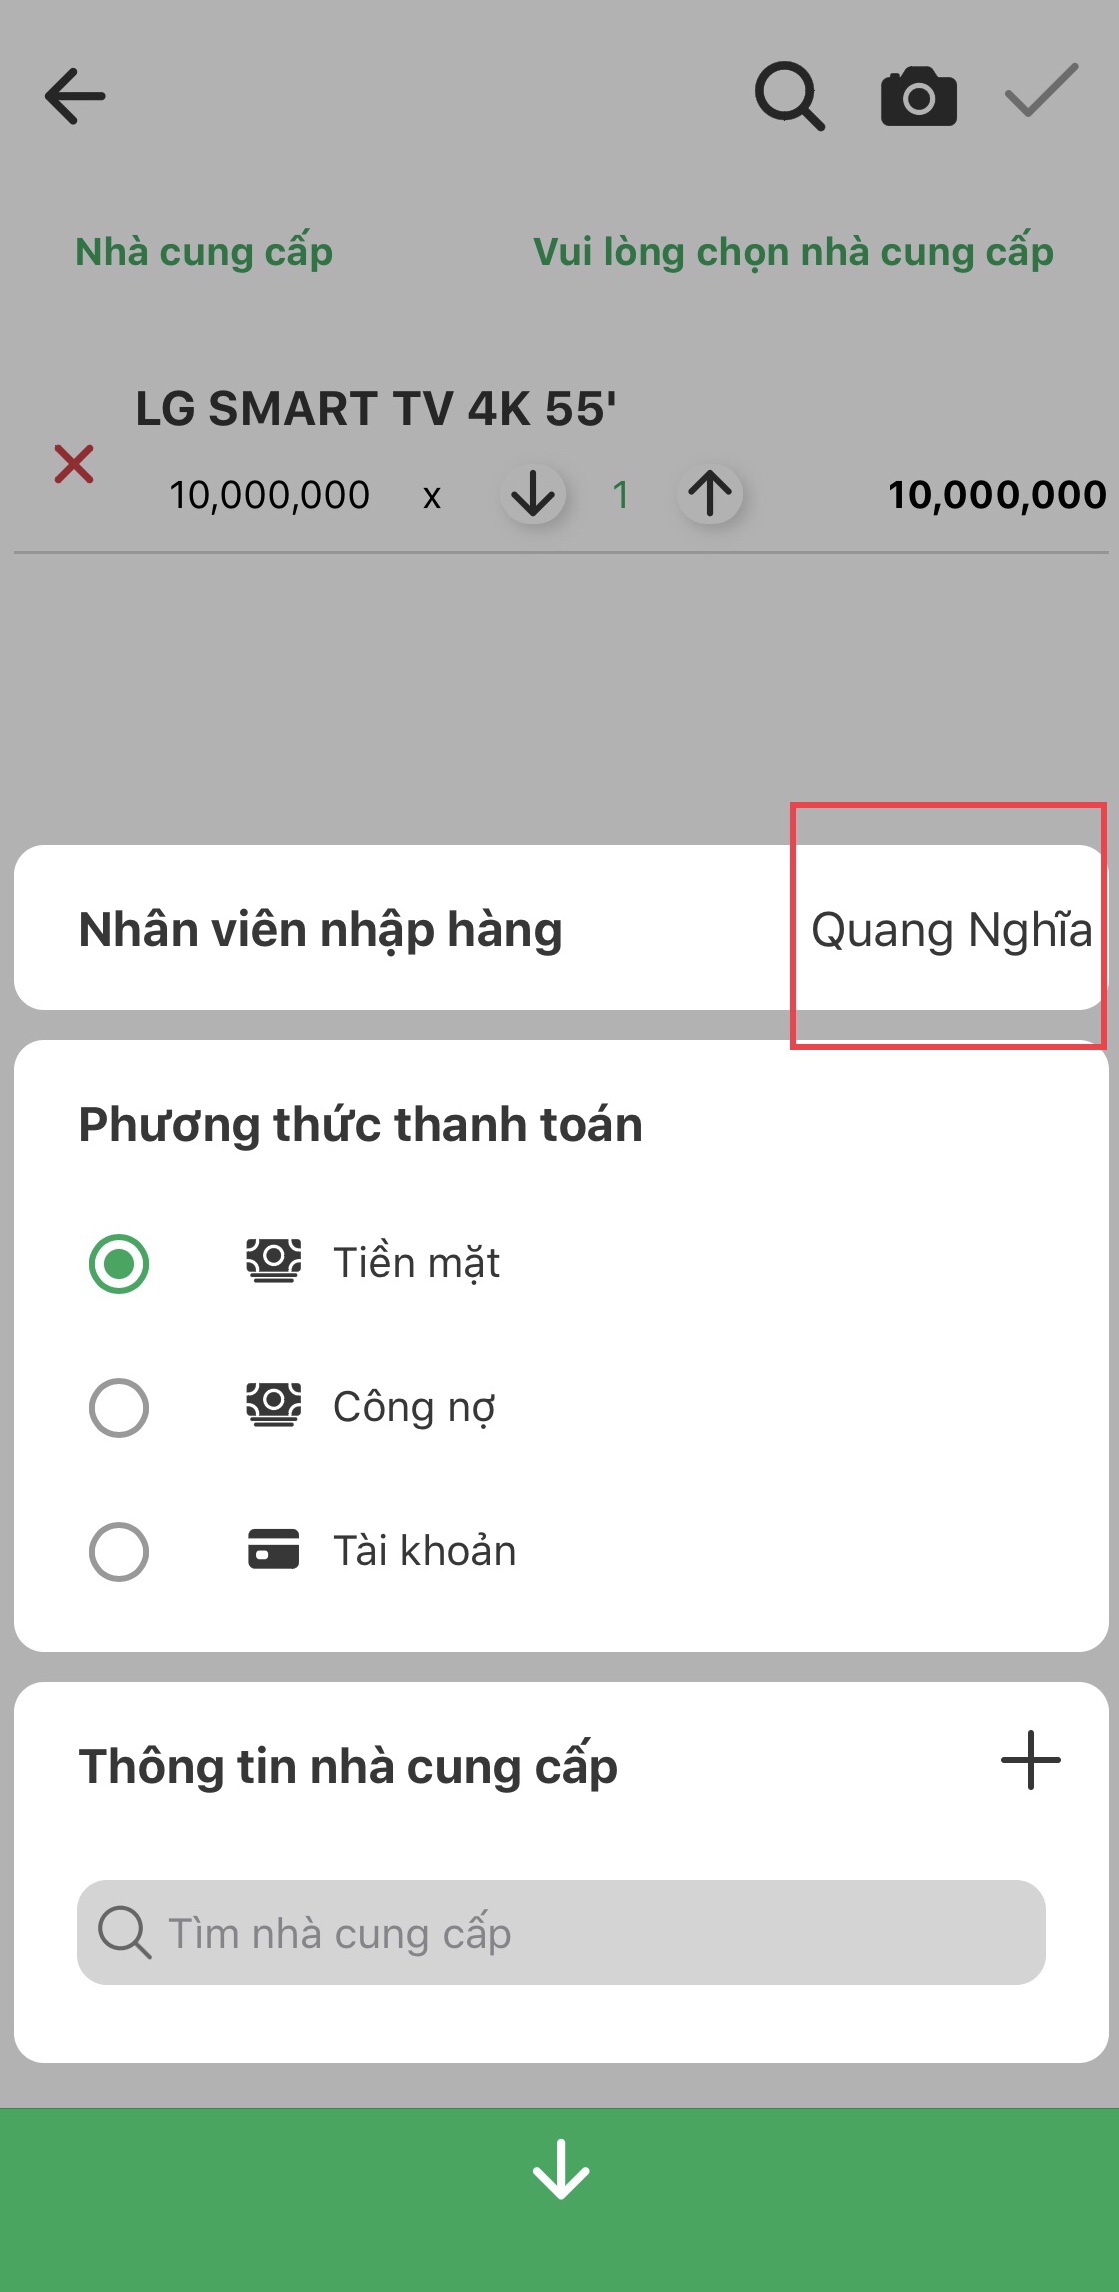 Nhà cung cấp Vui lòng chọn nhà cung cấp
LG SMART TV 4K 55'
10,000,000 x 1 10,000,000
Nhân viên nhập hàng Quang Nghĩa
Phương thức thanh toán
Tiền mặt
Công nợ
Tài khoản
Thông tin nhà cung cấp
Tìm nhà cung cấp